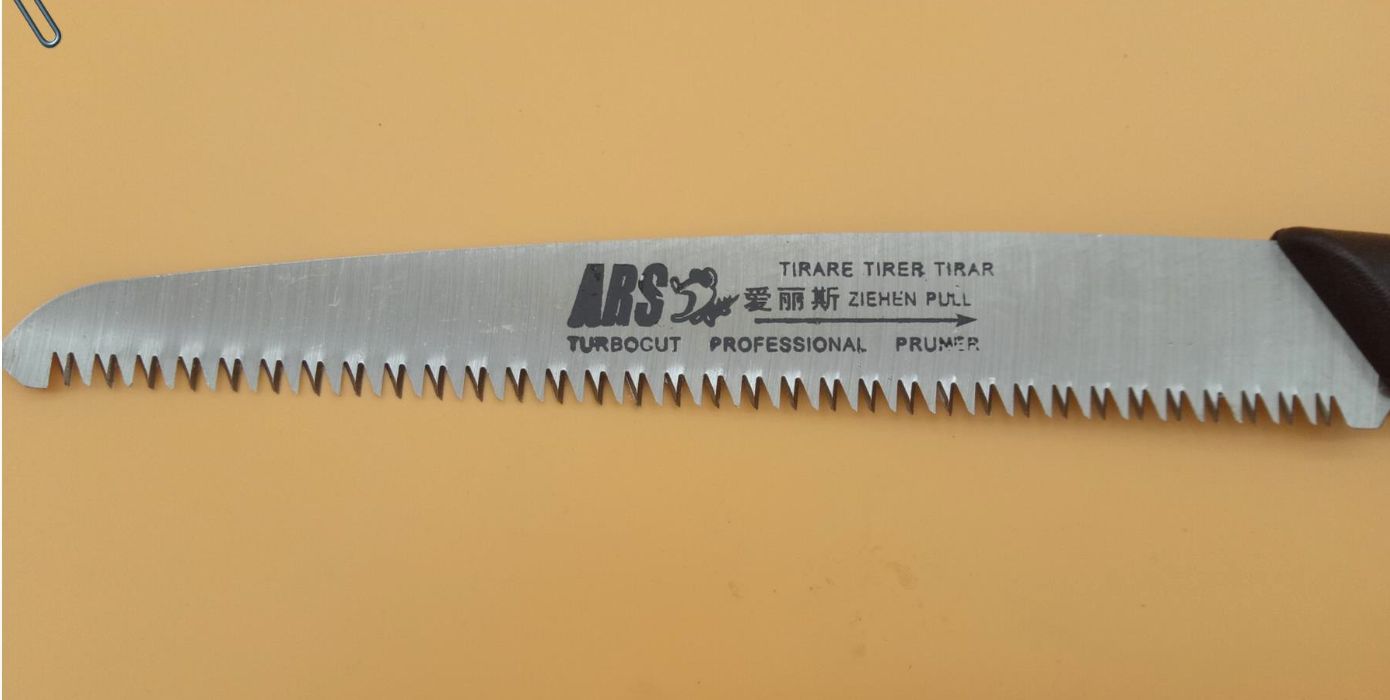 TIRARE TIRER TIRAR
ARS 爱丽斯 ZIEHEN PULL
TURBOCUT PROFESSIONAL PRUNER